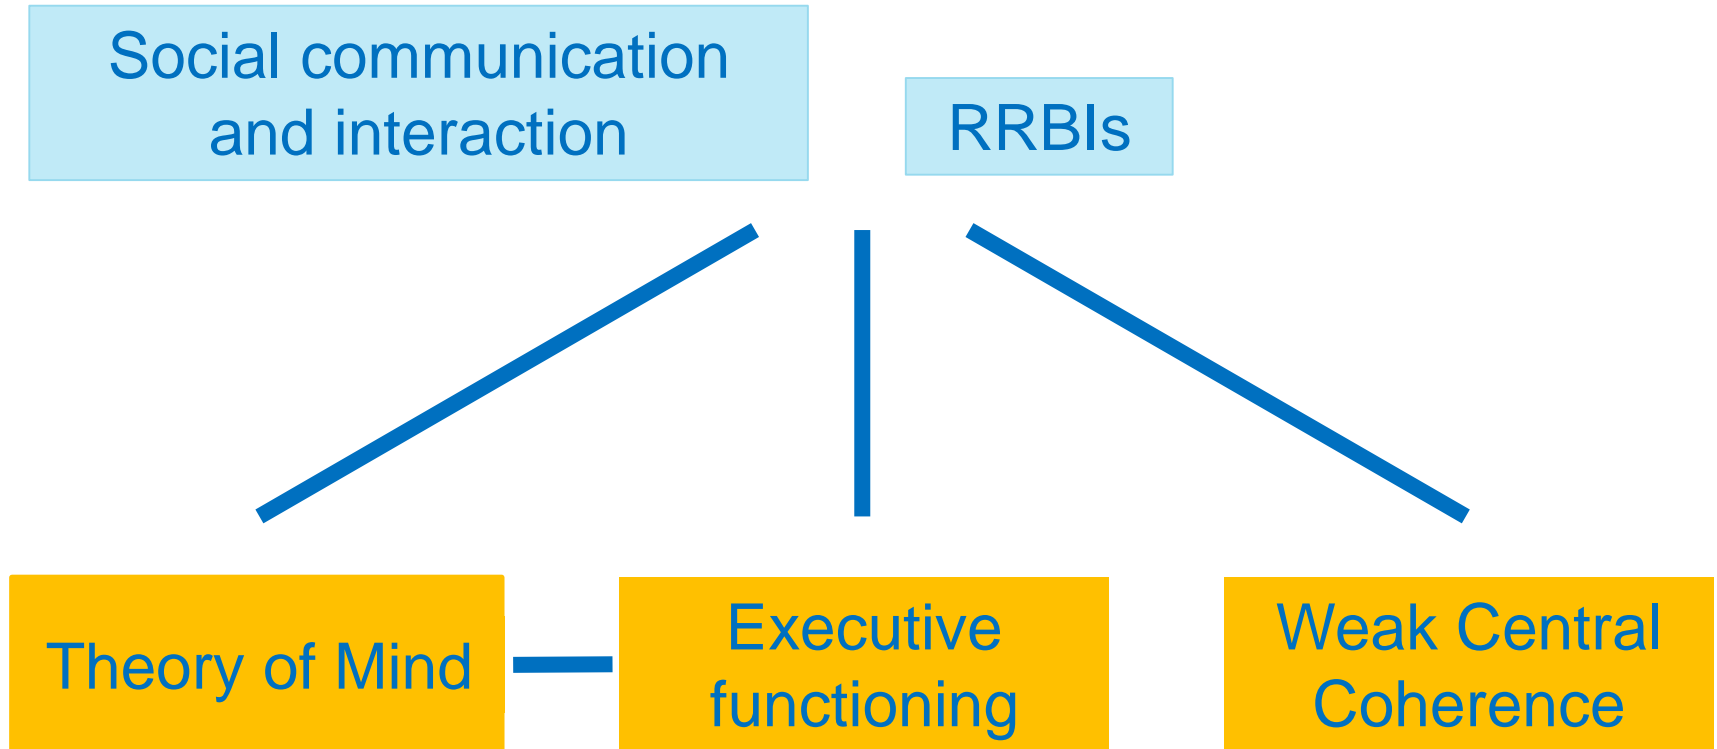 Social communication
and interaction
RRBIs
Theory of Mind
Executive
functioning
Weak Central
Coherence